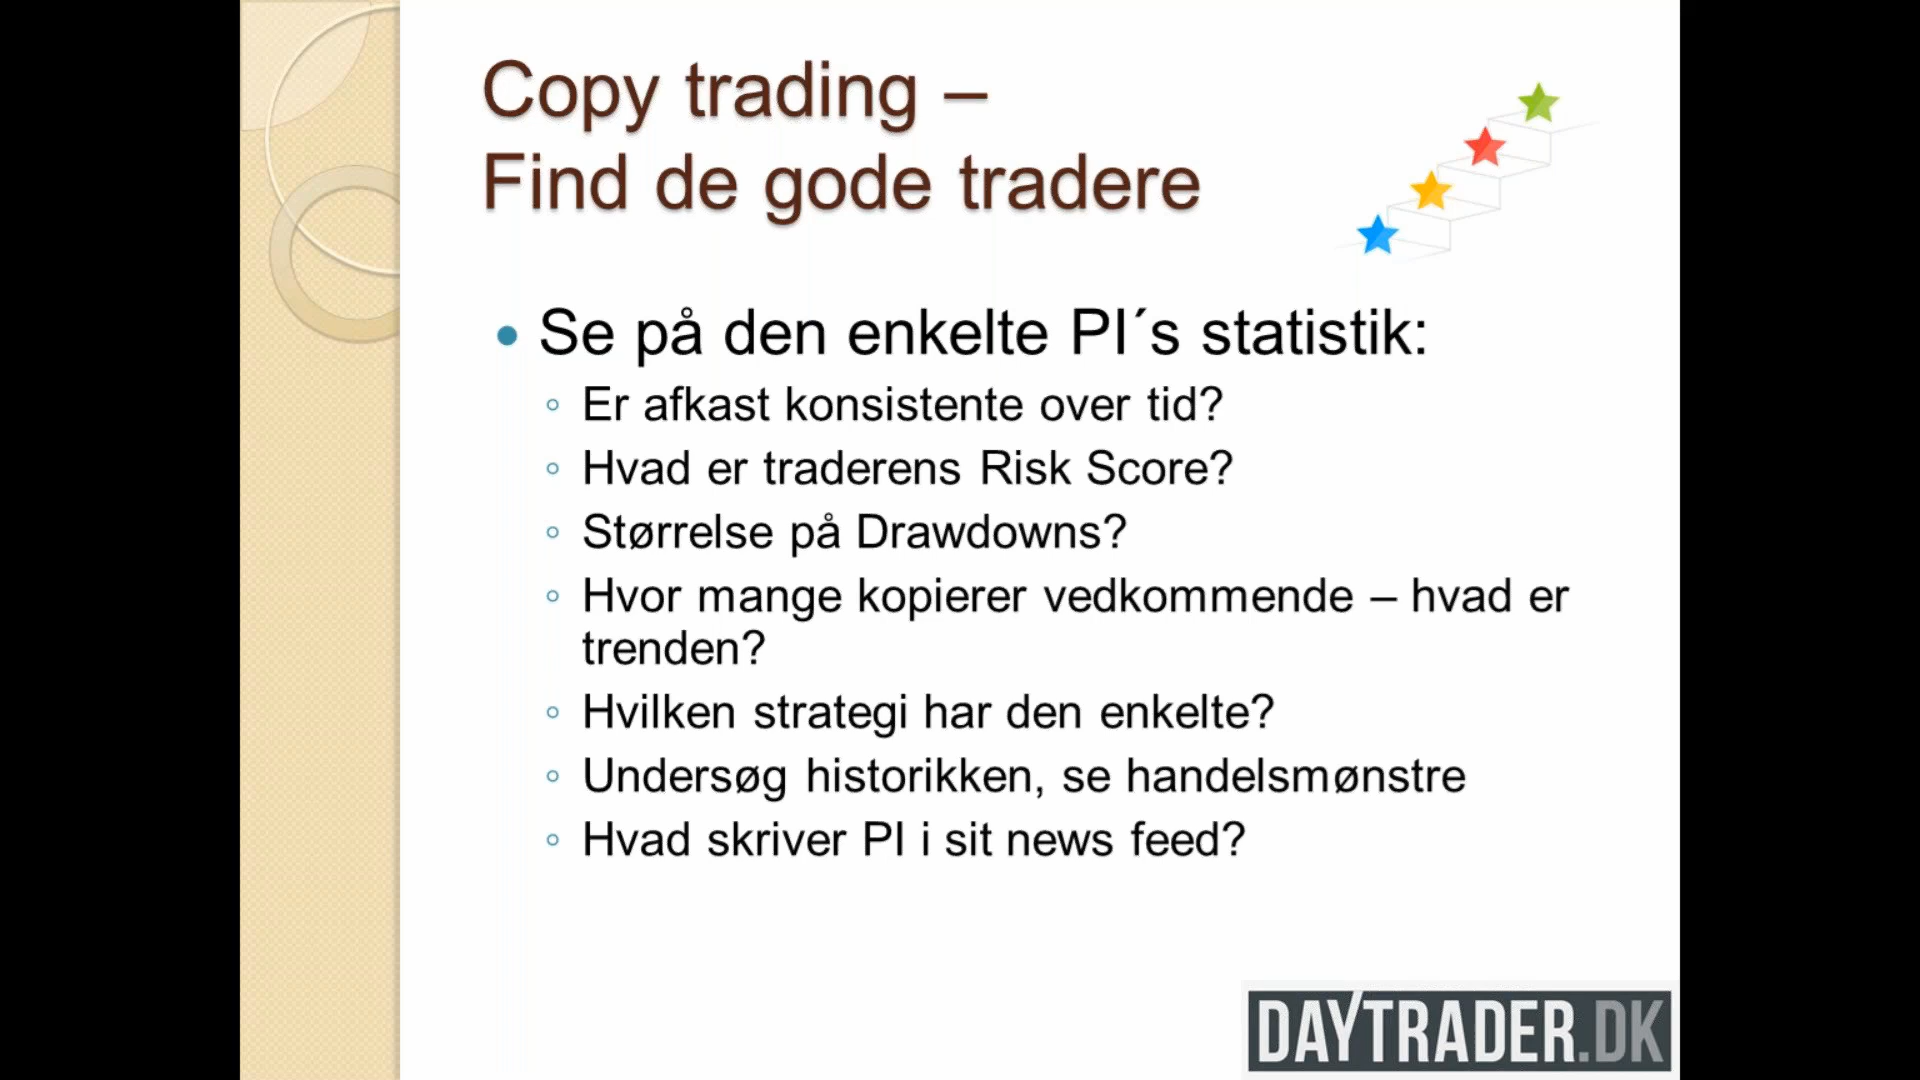 Copy trading –
Find de gode tradere
• Se på den enkelte PI´s statistik:
◦ Er afkast konsistente over tid?
◦ Hvad er traderens Risk Score?
◦ Størrelse på Drawdowns?
◦ Hvor mange kopierer vedkommende – hvad er
trenden?
◦ Hvilken strategi har den enkelte?
◦ Undersøg historikken, se handelsmønstre
◦ Hvad skriver PI i sit news feed?
DAYTRADER.DK